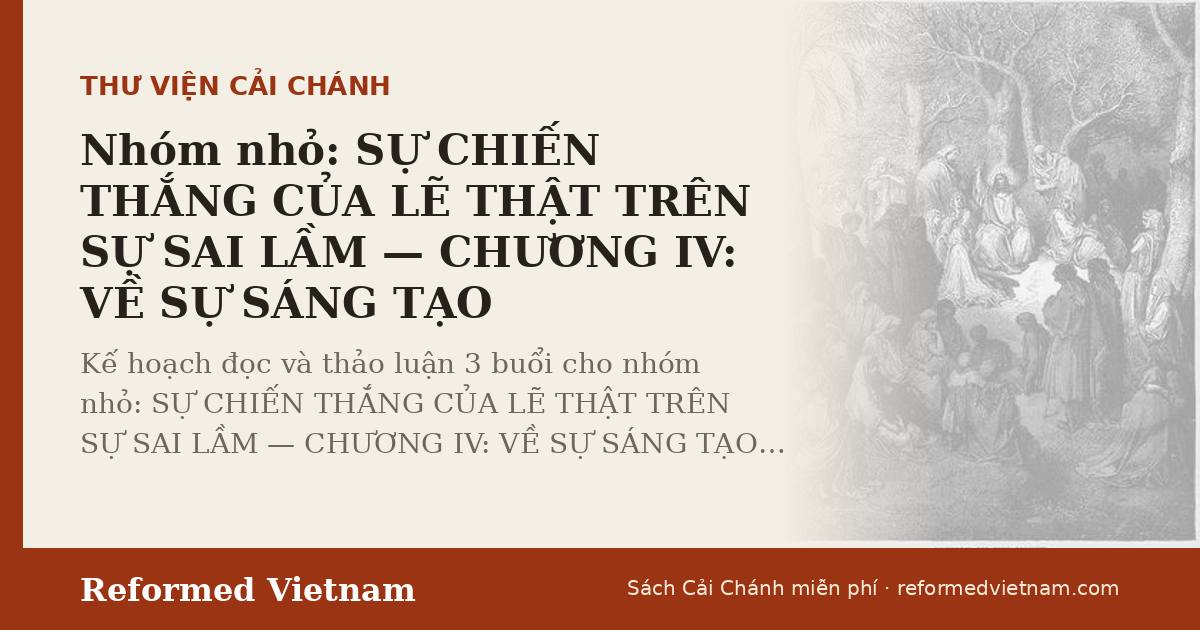 THƯ VIỆN CẢI CHÁNH
Nhóm nhỏ: SỰ CHIẾN
THẮNG CỦA LẼ THẬT TRÊN
SỰ SAI LẦM — CHƯƠNG IV:
VỀ SỰ SÁNG TẠO
Kế hoạch đọc và thảo luận 3 buổi cho nhóm
nhỏ: SỰ CHIẾN THẮNG CỦA LẼ THẬT TRÊN
SỰ SAI LẦM — CHƯƠNG IV: VỀ SỰ SÁNG TẠO...
Reformed Vietnam
Sách Cải Chánh miễn phí · reformedvietnam.com